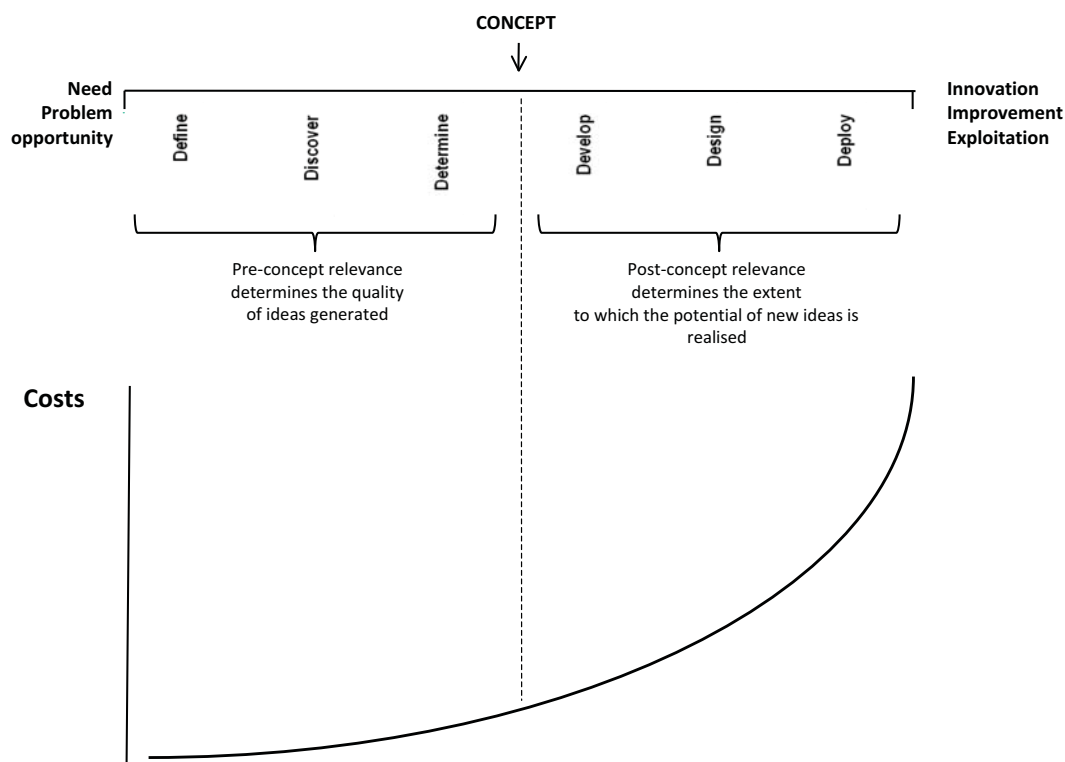 CONCEPT
Need
Problem
opportunity
Innovation
Improvement
Exploitation
Define
Discover
Determine
Develop
Design
Deploy
Pre-concept relevance
determines the quality
of ideas generated
Post-concept relevance
determines the extent
to which the potential of new ideas is
realised
Costs